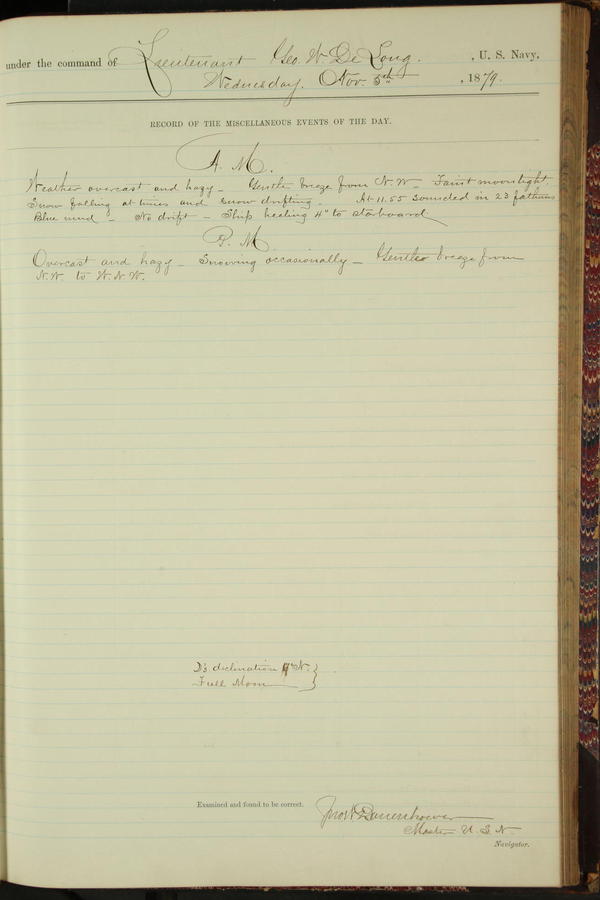 under the command of Lieutenant Geo. W. De Long. , U. S. Navy,
Wednesday, Nov. 5th , 1879.
RECORD OF THE MISCELLANEOUS EVENTS OF THE DAY.
A. M.
Weather overcast and hazy — Gentle breeze from N. W. — Faint moonlight.
Snow falling at times and snow drifting. At 11.55 sounded in 23 fathoms
Blue mud — No drift — Ship heeling 4° to starboard
P. M
Overcast and hazy — Snowing occasionally — Gentle breeze from
N. W. to W. N. W.
D's declination N.
Full Moon
Examined and found to be correct.
Jno W Danenhower
Master U. S. N
Navigator.